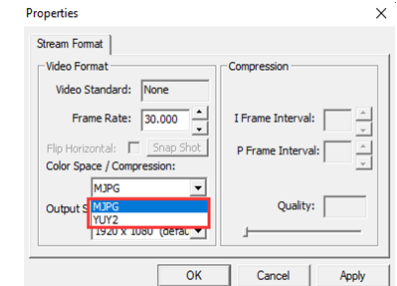 Properties
Stream Format
Video Format
Video Standard: None
Frame Rate: 30.000
Flip Horizontal: Snap Shot
Color Space / Compression:
MJPG
MJPG
YUY2
Output S
1920 x 1080 (defau
Compression
I Frame Interval:
P Frame Interval:
Quality:
OK Cancel Apply